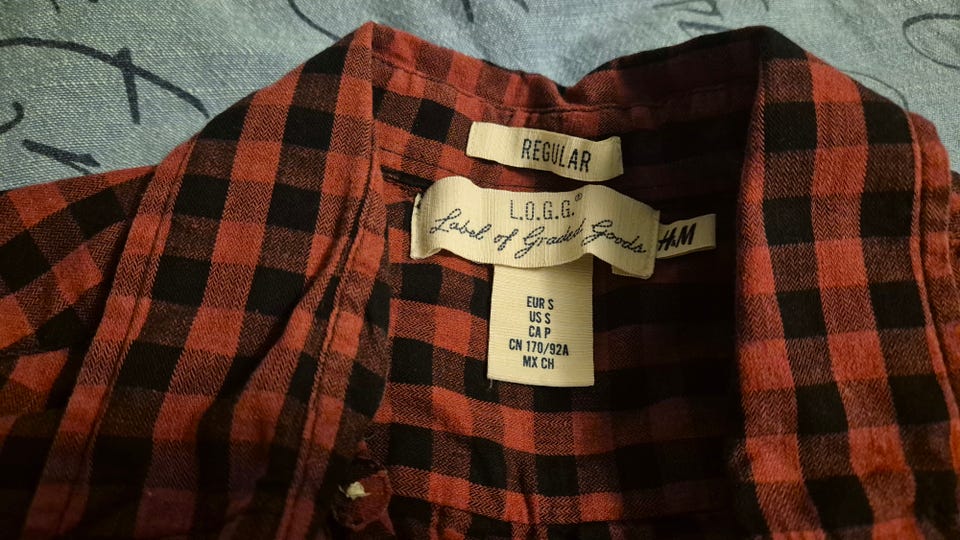 REGULAR
L.O.G.G.®
Label of Graded Goods
H&M
EUR S
US S
CA P
CN 170/92A
MX CH